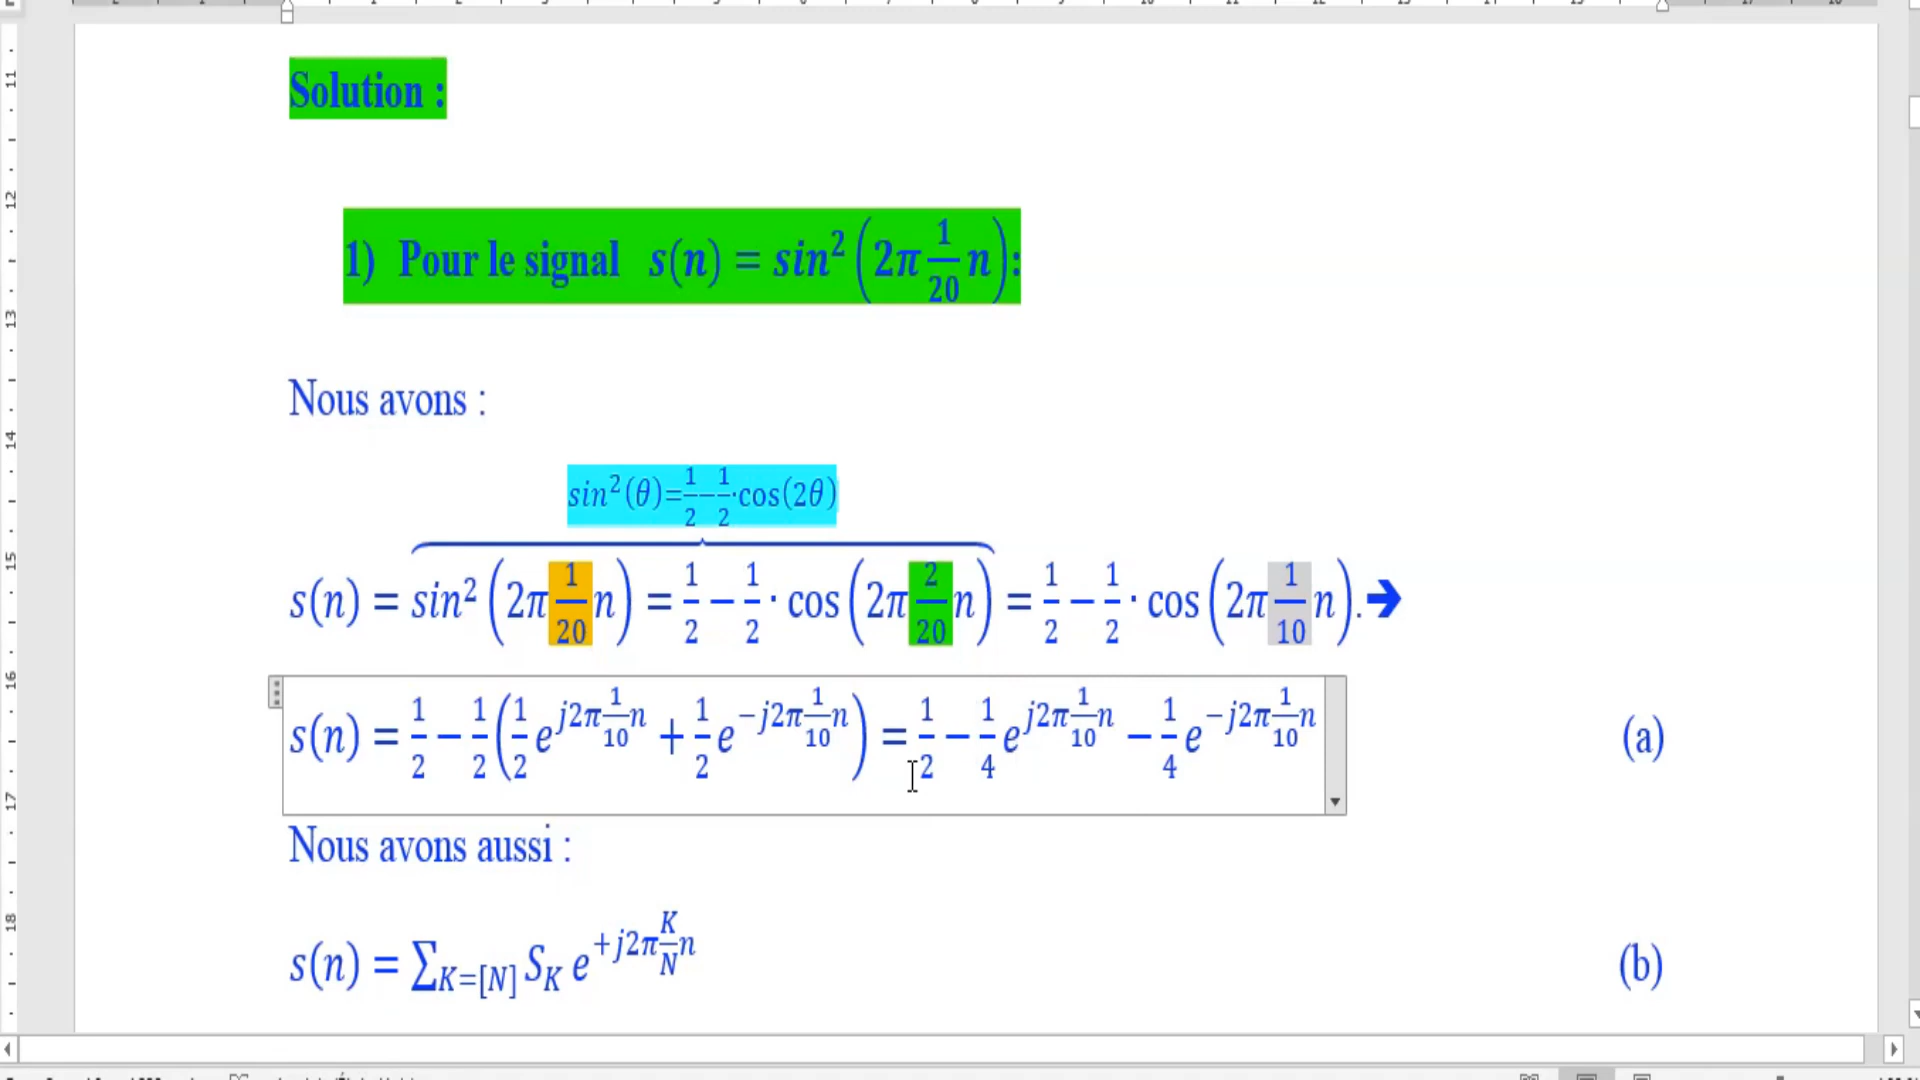 Solution :
1) Pour le signal s(n) = sin²(2π 1/20 n):
Nous avons :
sin²(θ)=1/2−1/2·cos(2θ)
s(n) = sin²(2π 1/20 n) = 1/2 − 1/2 · cos(2π 2/20 n) = 1/2 − 1/2 · cos(2π 1/10 n).➔
s(n) = 1/2 − 1/2(1/2 e^{j2π 1/10 n} + 1/2 e^{−j2π 1/10 n}) = 1/2 − 1/4 e^{j2π 1/10 n} − 1/4 e^{−j2π 1/10 n} (a)
Nous avons aussi :
s(n) = ∑_{K=[N]} S_K e^{+j2π K/N n} (b)